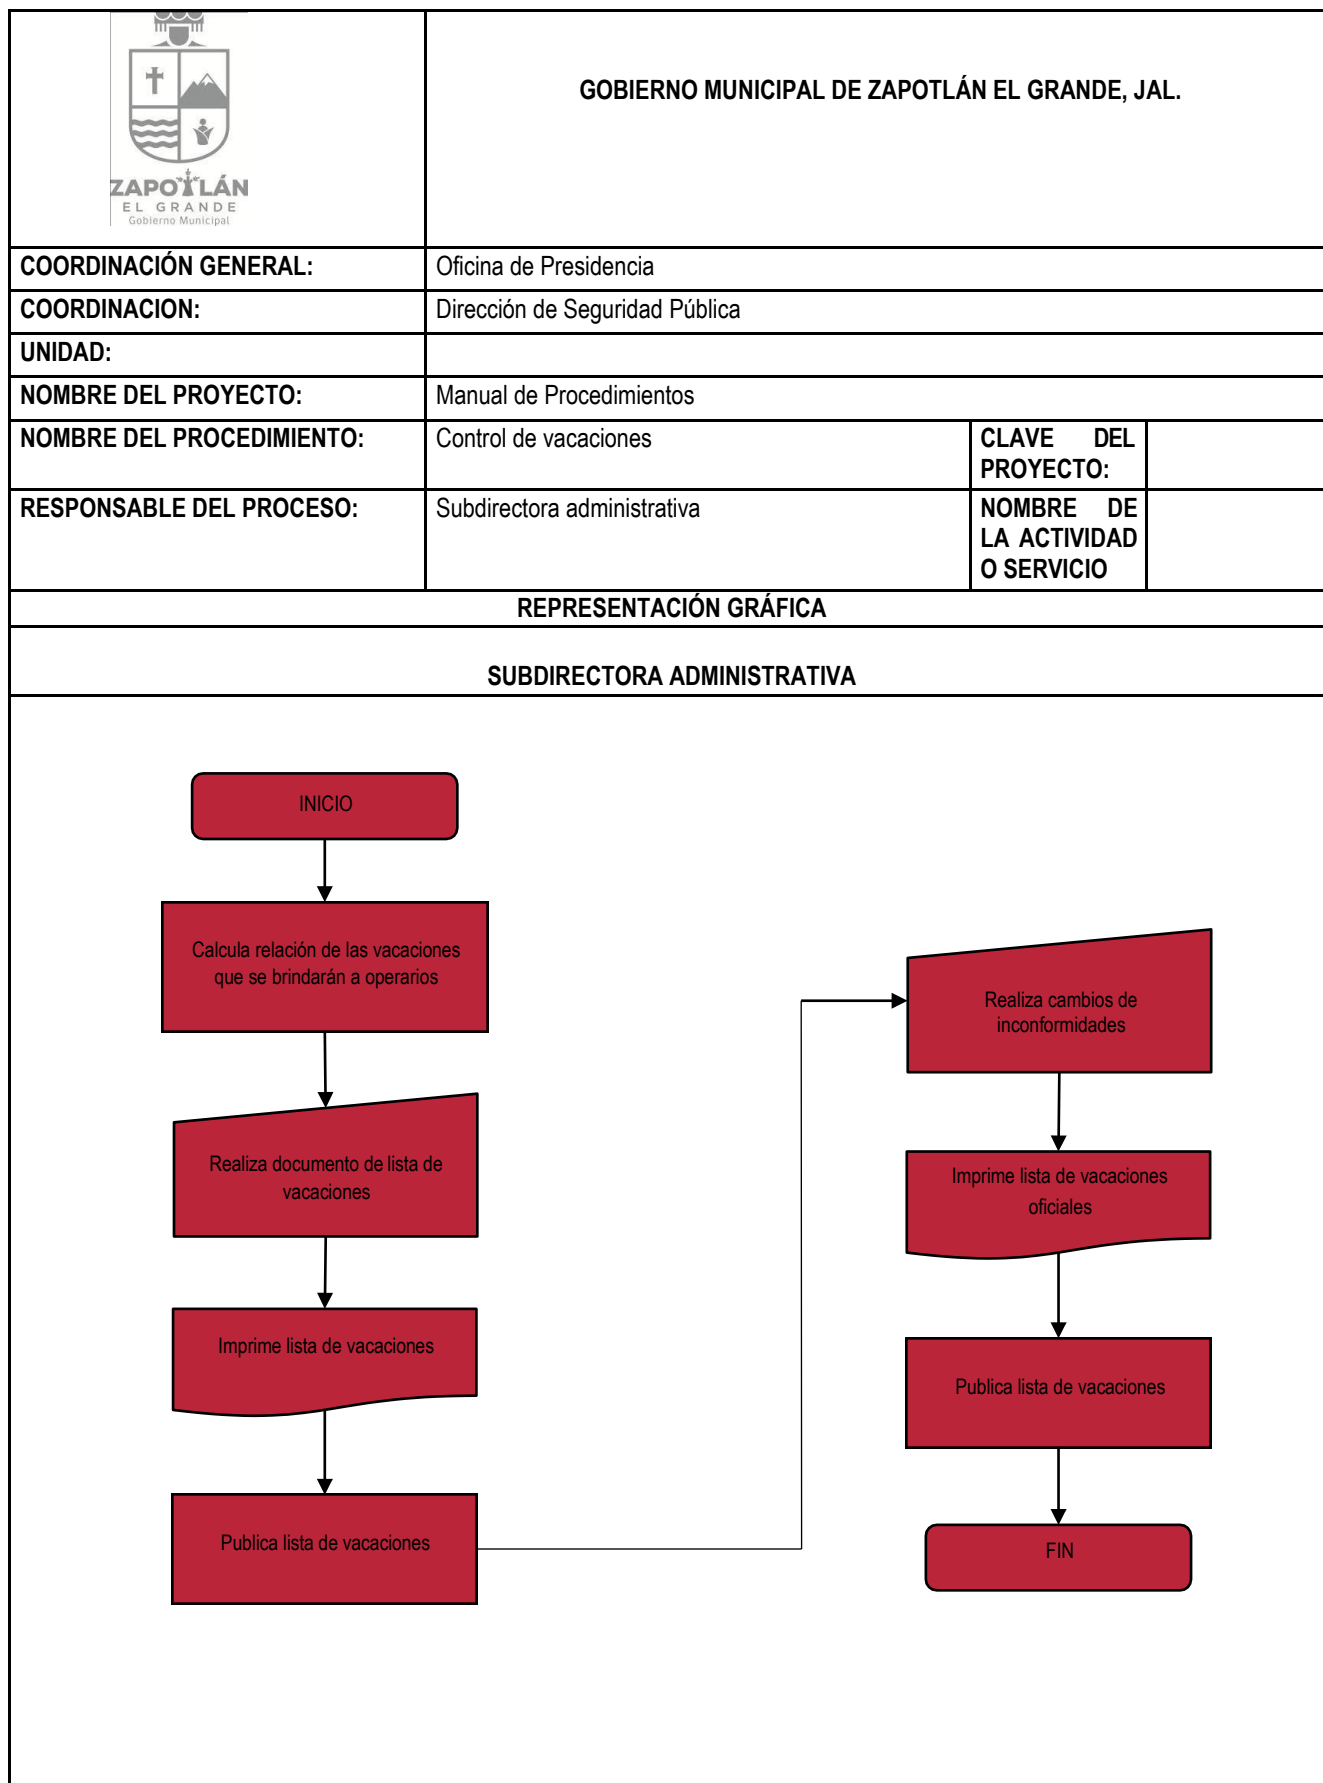 ZAPOTLÁN
EL GRANDE
Gobierno Municipal
GOBIERNO MUNICIPAL DE ZAPOTLÁN EL GRANDE, JAL.
COORDINACIÓN GENERAL:
Oficina de Presidencia
COORDINACION:
Dirección de Seguridad Pública
UNIDAD:
NOMBRE DEL PROYECTO:
Manual de Procedimientos
NOMBRE DEL PROCEDIMIENTO:
Control de vacaciones
CLAVE DEL
PROYECTO:
RESPONSABLE DEL PROCESO:
Subdirectora administrativa
NOMBRE DE
LA ACTIVIDAD
O SERVICIO
REPRESENTACIÓN GRÁFICA
SUBDIRECTORA ADMINISTRATIVA
INICIO
Calcula relación de las vacaciones
que se brindarán a operarios
Realiza documento de lista de
vacaciones
Imprime lista de vacaciones
Publica lista de vacaciones
Realiza cambios de
inconformidades
Imprime lista de vacaciones
oficiales
Publica lista de vacaciones
FIN